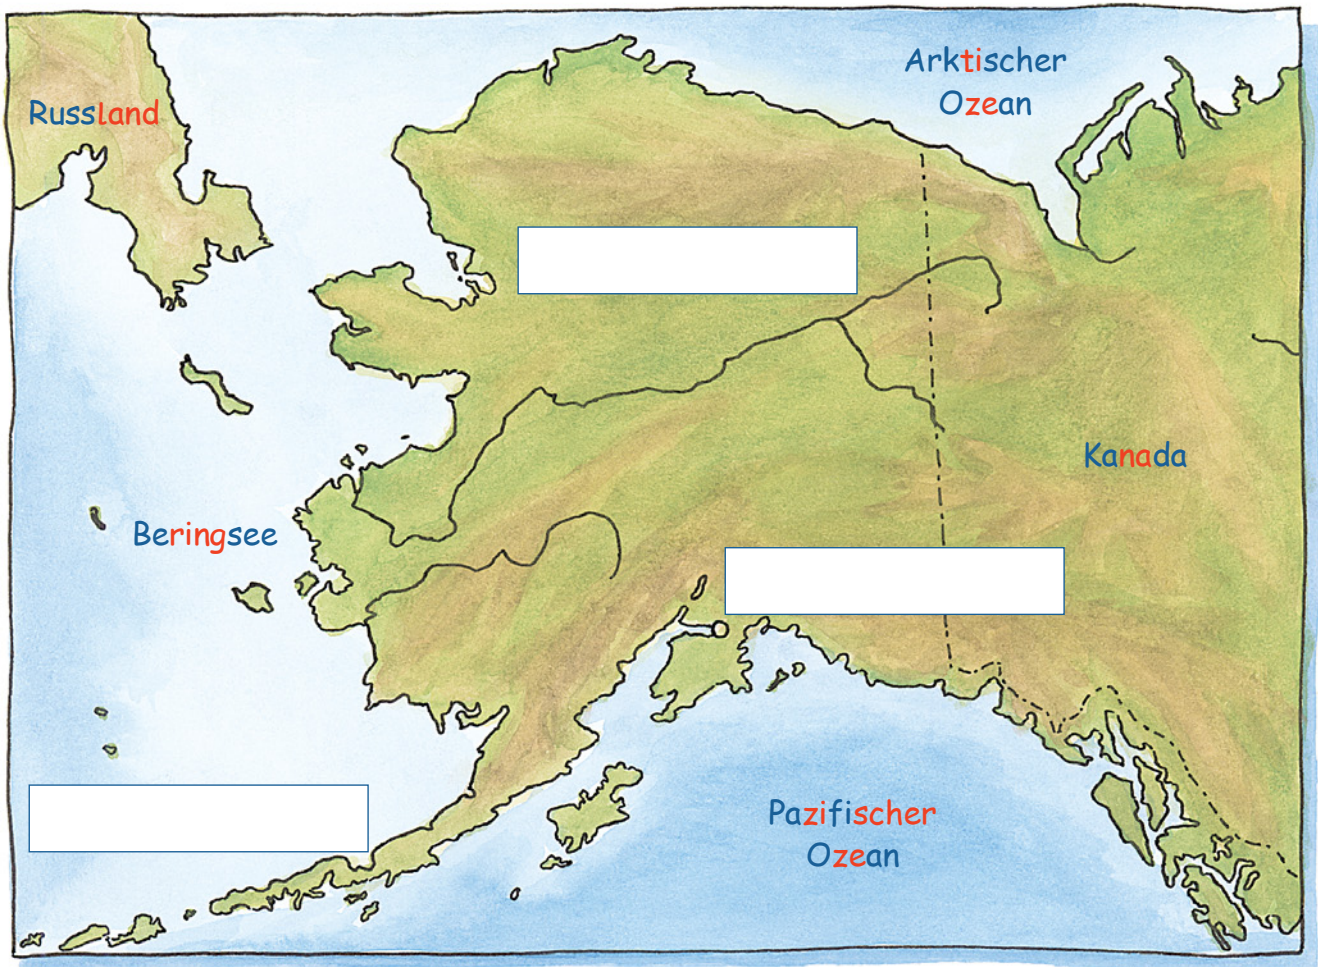 Arktischer
Ozean
Russland
Kanada
Beringsee
Pazifischer
Ozean